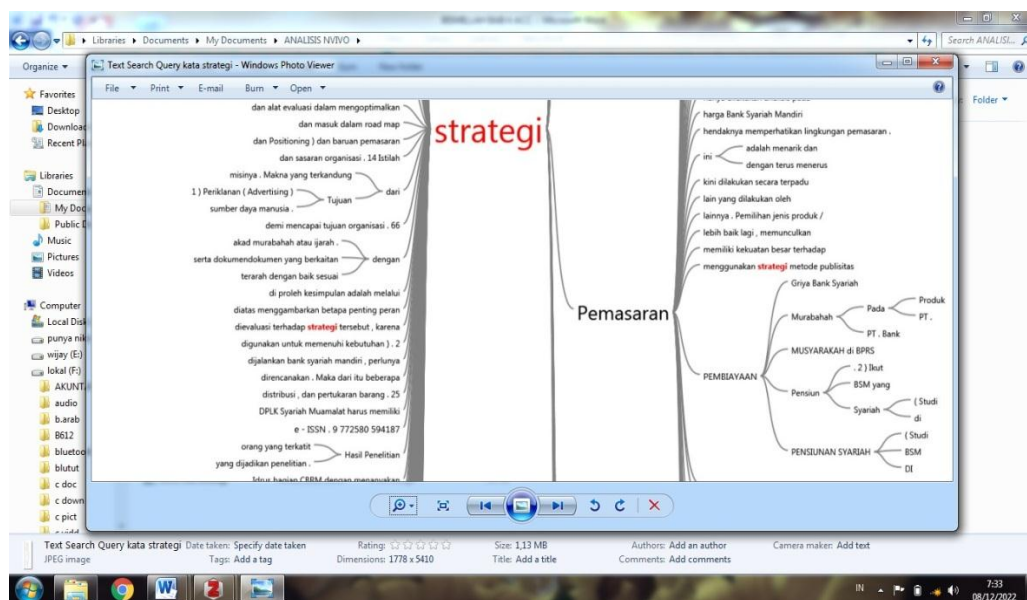 Libraries ▸ Documents ▸ My Documents ▸ ANALISIS NVIVO ▸
Search ANALISI...
Organize
Text Search Query kata strategi - Windows Photo Viewer
File Print E-mail Burn Open
Folder
Favorites
Desktop
Downloa
Recent Pl
Libraries
Documen
My Doc
Public D
Music
Pictures
Videos
Computer
Local Disk
punya nik
wijay (E:)
lokal (F:)
AKUNTA
audio
b.arab
B612
bluetoo
blutut
c doc
c down
c pict
dan alat evaluasi dalam mengoptimalkan
dan masuk dalam road map
dan Positioning ) dan baruan pemasaran
dan sasaran organisasi . 14 Istilah
misinya . Makna yang terkandung
1 ) Periklanan ( Advertising )
Tujuan
dari
sumber daya manusia .
demi mencapai tujuan organisasi . 66
akad murabahah atau ijarah .
serta dokumendokumen yang berkaitan
dengan
terarah dengan baik sesuai
di proleh kesimpulan adalah melalui
diatas menggambarkan betapa penting peran
dievaluasi terhadap strategi tersebut , karena
digunakan untuk memenuhi kebutuhan ) . 2
dijalankan bank syariah mandiri , perlunya
direncanakan . Maka dari itu beberapa
distribusi , dan pertukaran barang . 25
DPLK Syariah Muamalat harus memiliki
e - ISSN . 9 772580 594187
orang yang terkatit
Hasil Penelitian
yang dijadikan penelitian .
Idrus bagian CBRM dengan menanyakan
strategi
Pemasaran
harga Bank Syariah Mandiri
hendaknya memperhatikan lingkungan pemasaran .
ini
adalah menarik dan
dengan terus menerus
kini dilakukan secara terpadu
lain yang dilakukan oleh
lainnya . Pemilihan jenis produk /
lebih baik lagi , memunculkan
memiliki kekuatan besar terhadap
menggunakan strategi metode publisitas
PEMBIAYAAN
Griya Bank Syariah
Murabahah
Pada
Produk
PT .
PT . Bank
MUSYARAKAH di BPRS
Pensiun
. 2 ) Ikut
BSM yang
Syariah
( Studi
di
PENSIUNAN SYARIAH
( Studi
BSM
DI
Text Search Query kata strategi Date taken: Specify date taken Rating: Size: 1,13 MB Authors: Add an author Camera maker: Add text
JPEG image Tags: Add a tag Dimensions: 1778 x 5410 Title: Add a title Comments: Add comments
IN
7:33
08/12/2022